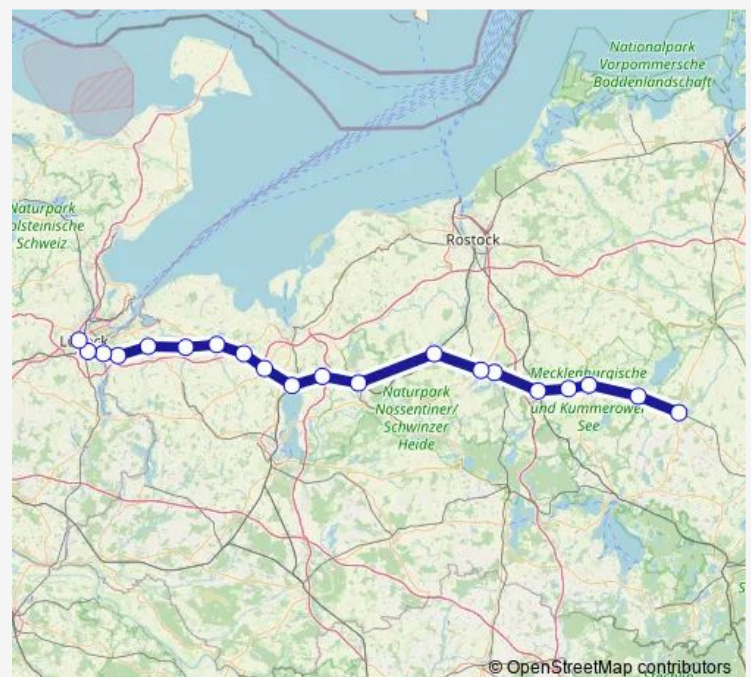 Nationalpark
Vorpommersche
Boddenlandschaft
Naturpark
olsteinische
Schweiz
Rostock
Mecklenburgische
und Kummerower
See
Naturpark
Nossentiner/
Schwinzer
Heide
© OpenStreetMap contributors